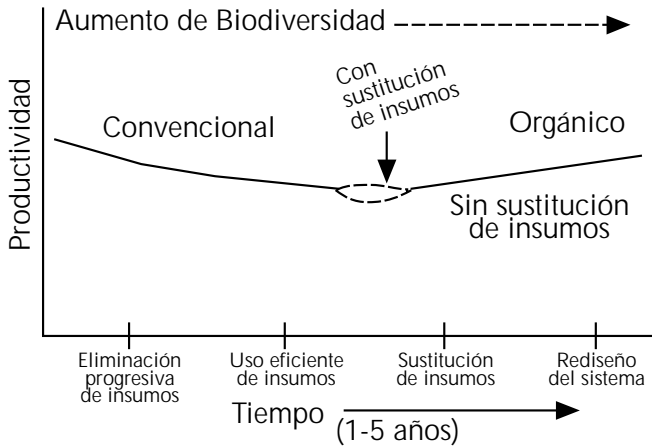 Aumento de Biodiversidad
Productividad
Con
sustitución
de insumos
Convencional
Orgánico
Sin sustitución
de insumos
Eliminación
progresiva
de insumos
Uso eficiente
de insumos
Sustitución
de insumos
Rediseño
del sistema
Tiempo
(1-5 años)